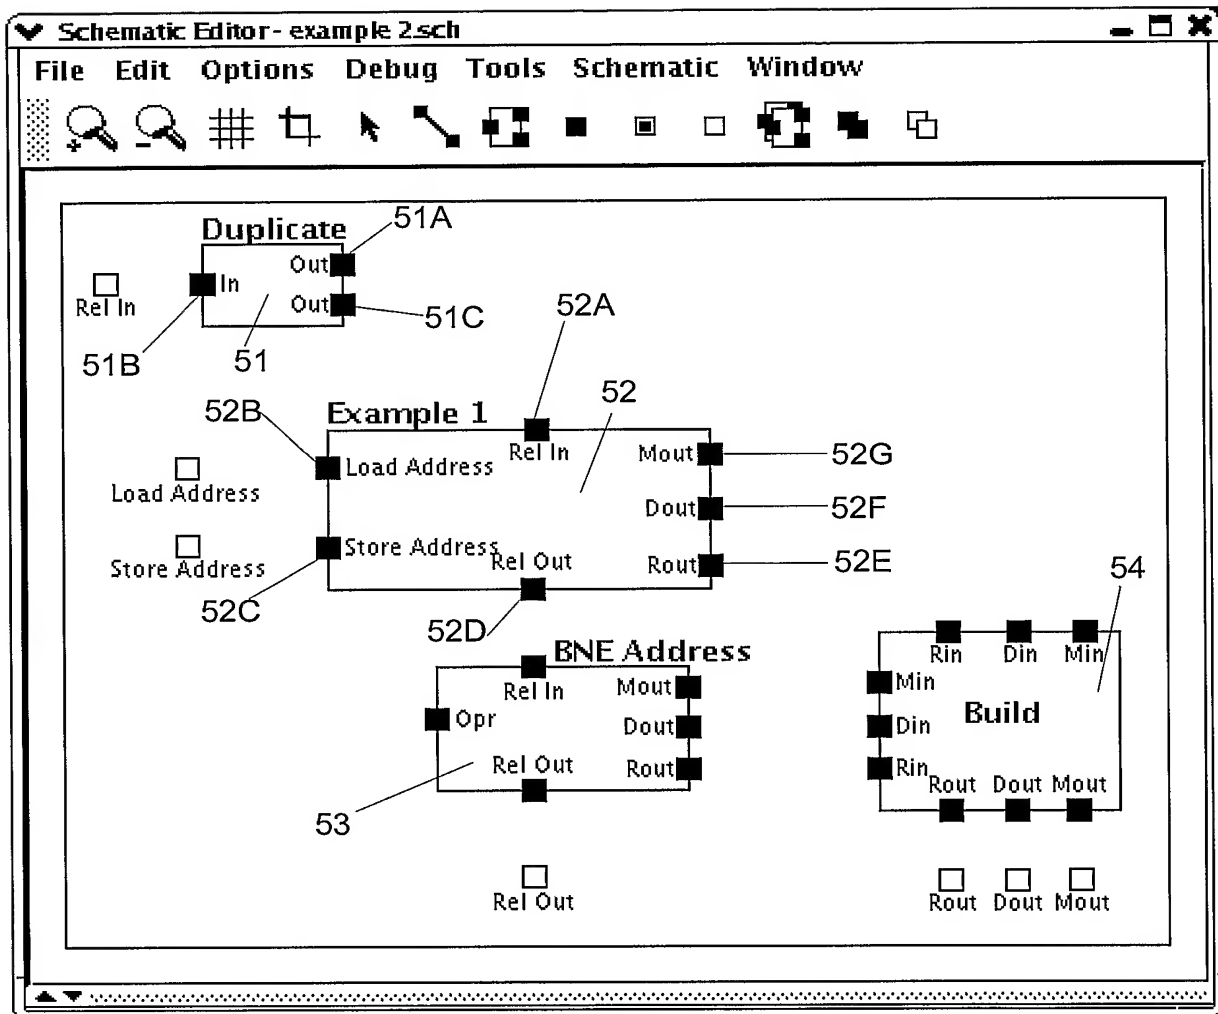 Schematic Editor - example 2.sch
File Edit Options Debug Tools Schematic Window
Duplicate
51A
Out
In
Rel In
Out
51C
52A
51B
51
52
52B
Example 1
Rel In
Mout
52G
Load Address
Load Address
Dout
52F
Store Address
Store Address
Rel Out
Rout
52E
54
52C
52D
BNE Address
Rel In
Mout
Opr
Dout
Rel Out
Rout
53
Rin Din Min
Min
Build
Din
Rin
Rout Dout Mout
Rel Out
Rout Dout Mout